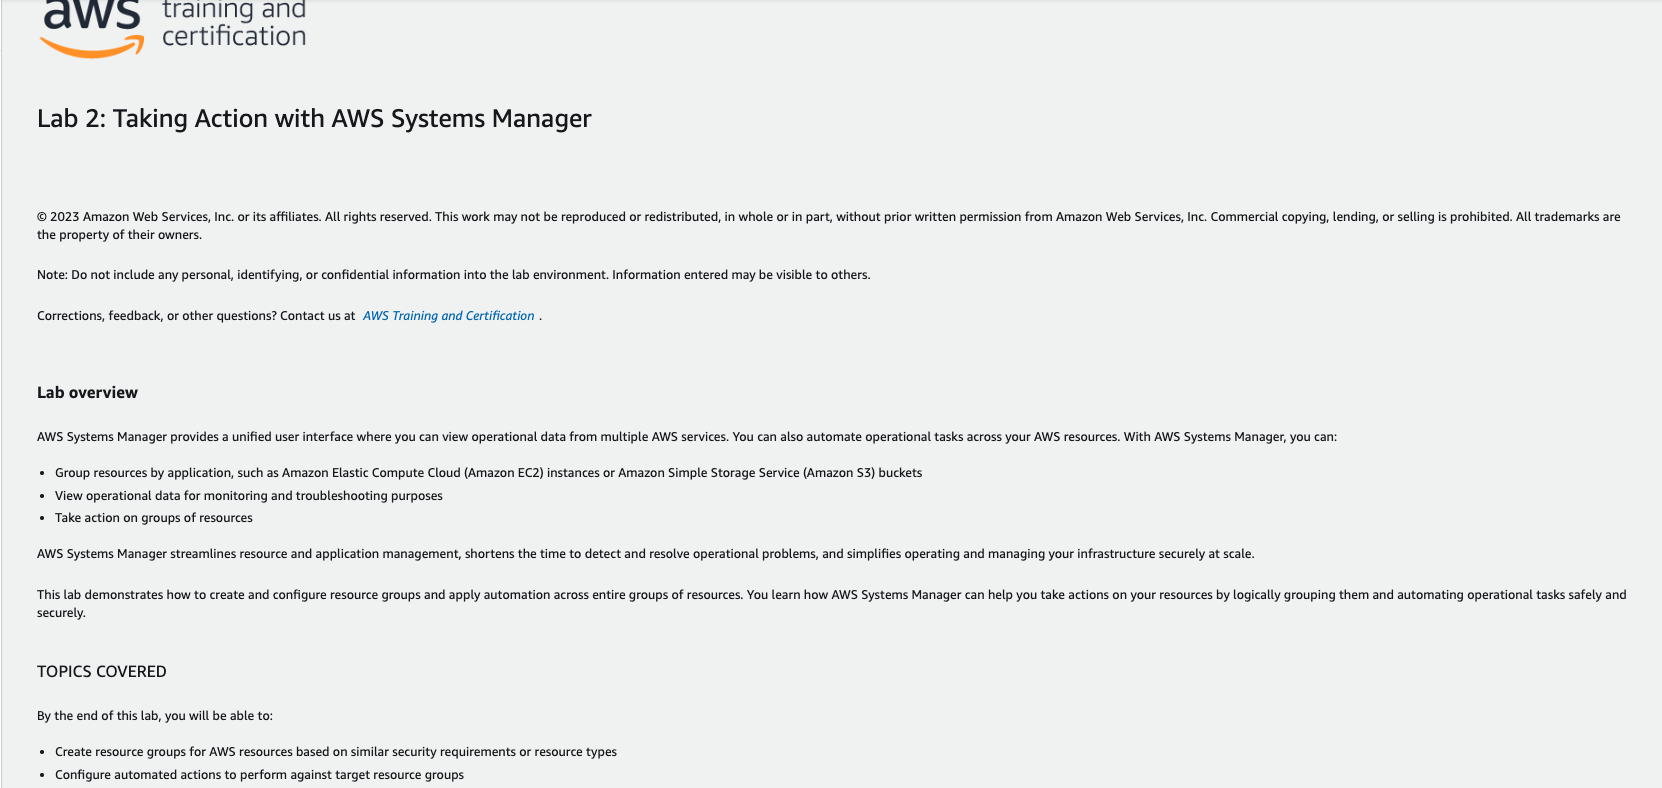 aws training and
certification
Lab 2: Taking Action with AWS Systems Manager
© 2023 Amazon Web Services, Inc. or its affiliates. All rights reserved. This work may not be reproduced or redistributed, in whole or in part, without prior written permission from Amazon Web Services, Inc. Commercial copying, lending, or selling is prohibited. All trademarks are
the property of their owners.
Note: Do not include any personal, identifying, or confidential information into the lab environment. Information entered may be visible to others.
Corrections, feedback, or other questions? Contact us at AWS Training and Certification .
Lab overview
AWS Systems Manager provides a unified user interface where you can view operational data from multiple AWS services. You can also automate operational tasks across your AWS resources. With AWS Systems Manager, you can:
• Group resources by application, such as Amazon Elastic Compute Cloud (Amazon EC2) instances or Amazon Simple Storage Service (Amazon S3) buckets
• View operational data for monitoring and troubleshooting purposes
• Take action on groups of resources
AWS Systems Manager streamlines resource and application management, shortens the time to detect and resolve operational problems, and simplifies operating and managing your infrastructure securely at scale.
This lab demonstrates how to create and configure resource groups and apply automation across entire groups of resources. You learn how AWS Systems Manager can help you take actions on your resources by logically grouping them and automating operational tasks safely and
securely.
TOPICS COVERED
By the end of this lab, you will be able to:
• Create resource groups for AWS resources based on similar security requirements or resource types
• Configure automated actions to perform against target resource groups